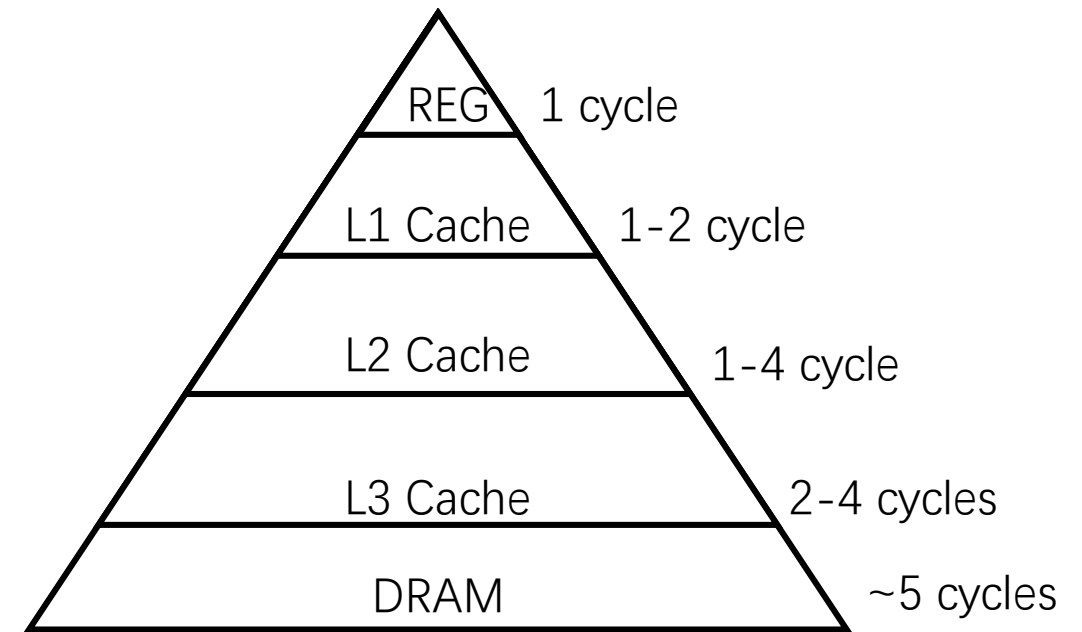 REG 1 cycle
L1 Cache 1-2 cycle
L2 Cache 1-4 cycle
L3 Cache 2-4 cycles
DRAM ~5 cycles